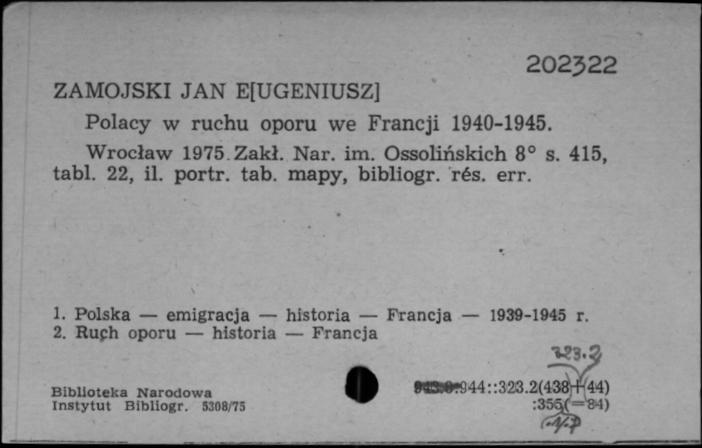 202322
ZAMOJSKI JAN E[UGENIUSZ]
Polacy w ruchu oporu we Francji 1940-1945.
Wrocław 1975. Zakł. Nar. im. Ossolińskich 8° s. 415,
tabl. 22, il. portr. tab. mapy, bibliogr. rés. err.
1. Polska — emigracja — historia — Francja — 1939-1945 r.
2. Ruch oporu — historia — Francja
323.2
944::323.2(438+44)
:355(=84)
Biblioteka Narodowa
Instytut Bibliogr. 5308/75